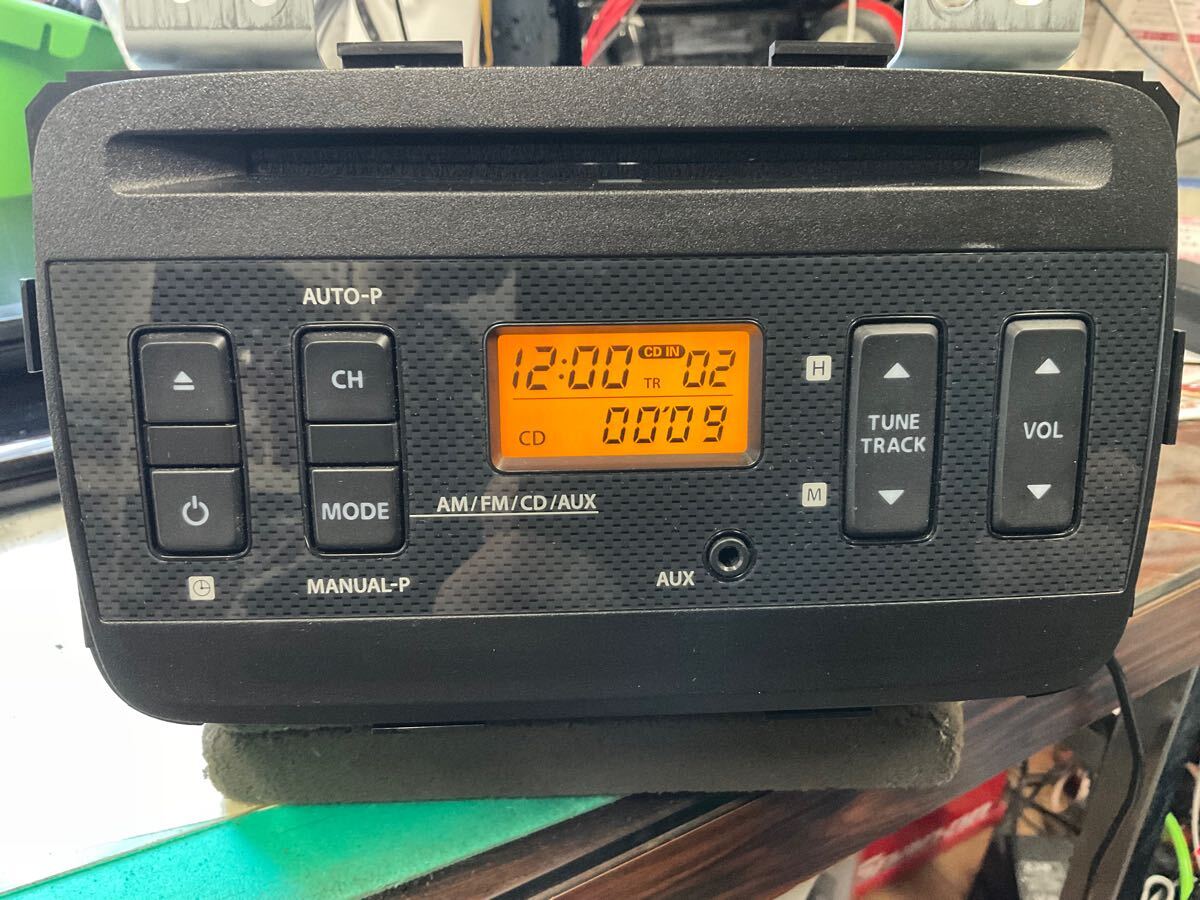 AUTO-P
CH
MODE
AM/FM/CD/AUX
MANUAL-P
12:00 CD IN TR 02
CD 00'09
AUX
H
M
TUNE
TRACK
VOL